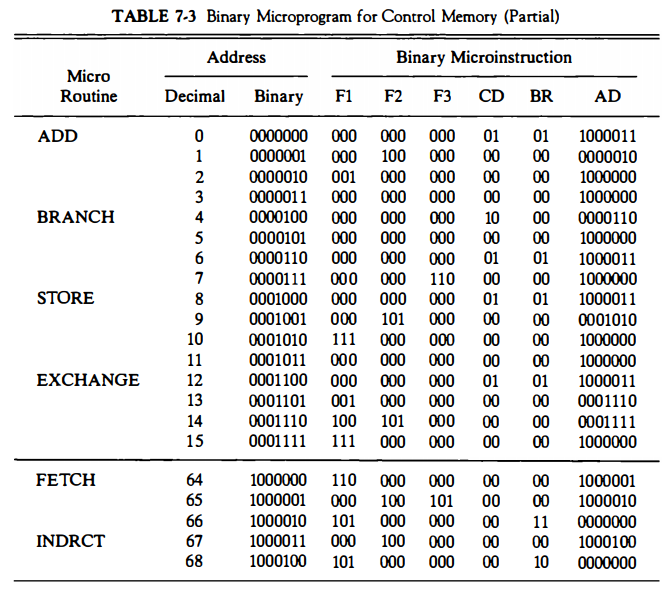 TABLE 7-3 Binary Microprogram for Control Memory (Partial)
Address Binary Microinstruction
Micro
Routine Decimal Binary F1 F2 F3 CD BR AD
ADD 0 0000000 000 000 000 01 01 1000011
1 0000001 000 100 000 00 00 0000010
2 0000010 001 000 000 00 00 1000000
3 0000011 000 000 000 00 00 1000000
BRANCH 4 0000100 000 000 000 10 00 0000110
5 0000101 000 000 000 00 00 1000000
6 0000110 000 000 000 01 01 1000011
7 0000111 000 000 110 00 00 1000000
STORE 8 0001000 000 000 000 01 01 1000011
9 0001001 000 101 000 00 00 0001010
10 0001010 111 000 000 00 00 1000000
11 0001011 000 000 000 00 00 1000000
EXCHANGE 12 0001100 000 000 000 01 01 1000011
13 0001101 001 000 000 00 00 0001110
14 0001110 100 101 000 00 00 0001111
15 0001111 111 000 000 00 00 1000000
FETCH 64 1000000 110 000 000 00 00 1000001
65 1000001 000 100 101 00 00 1000010
66 1000010 101 000 000 00 11 0000000
INDRCT 67 1000011 000 100 000 00 00 1000100
68 1000100 101 000 000 00 10 0000000